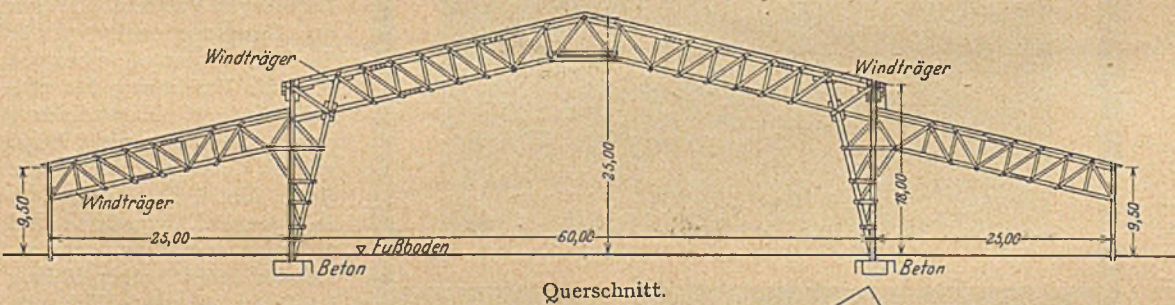 Windträger
Windträger
Windträger
9,50
25,00
18,00
9,50
25,00
60,00
25,00
Fußboden
Beton
Beton
Querschnitt.